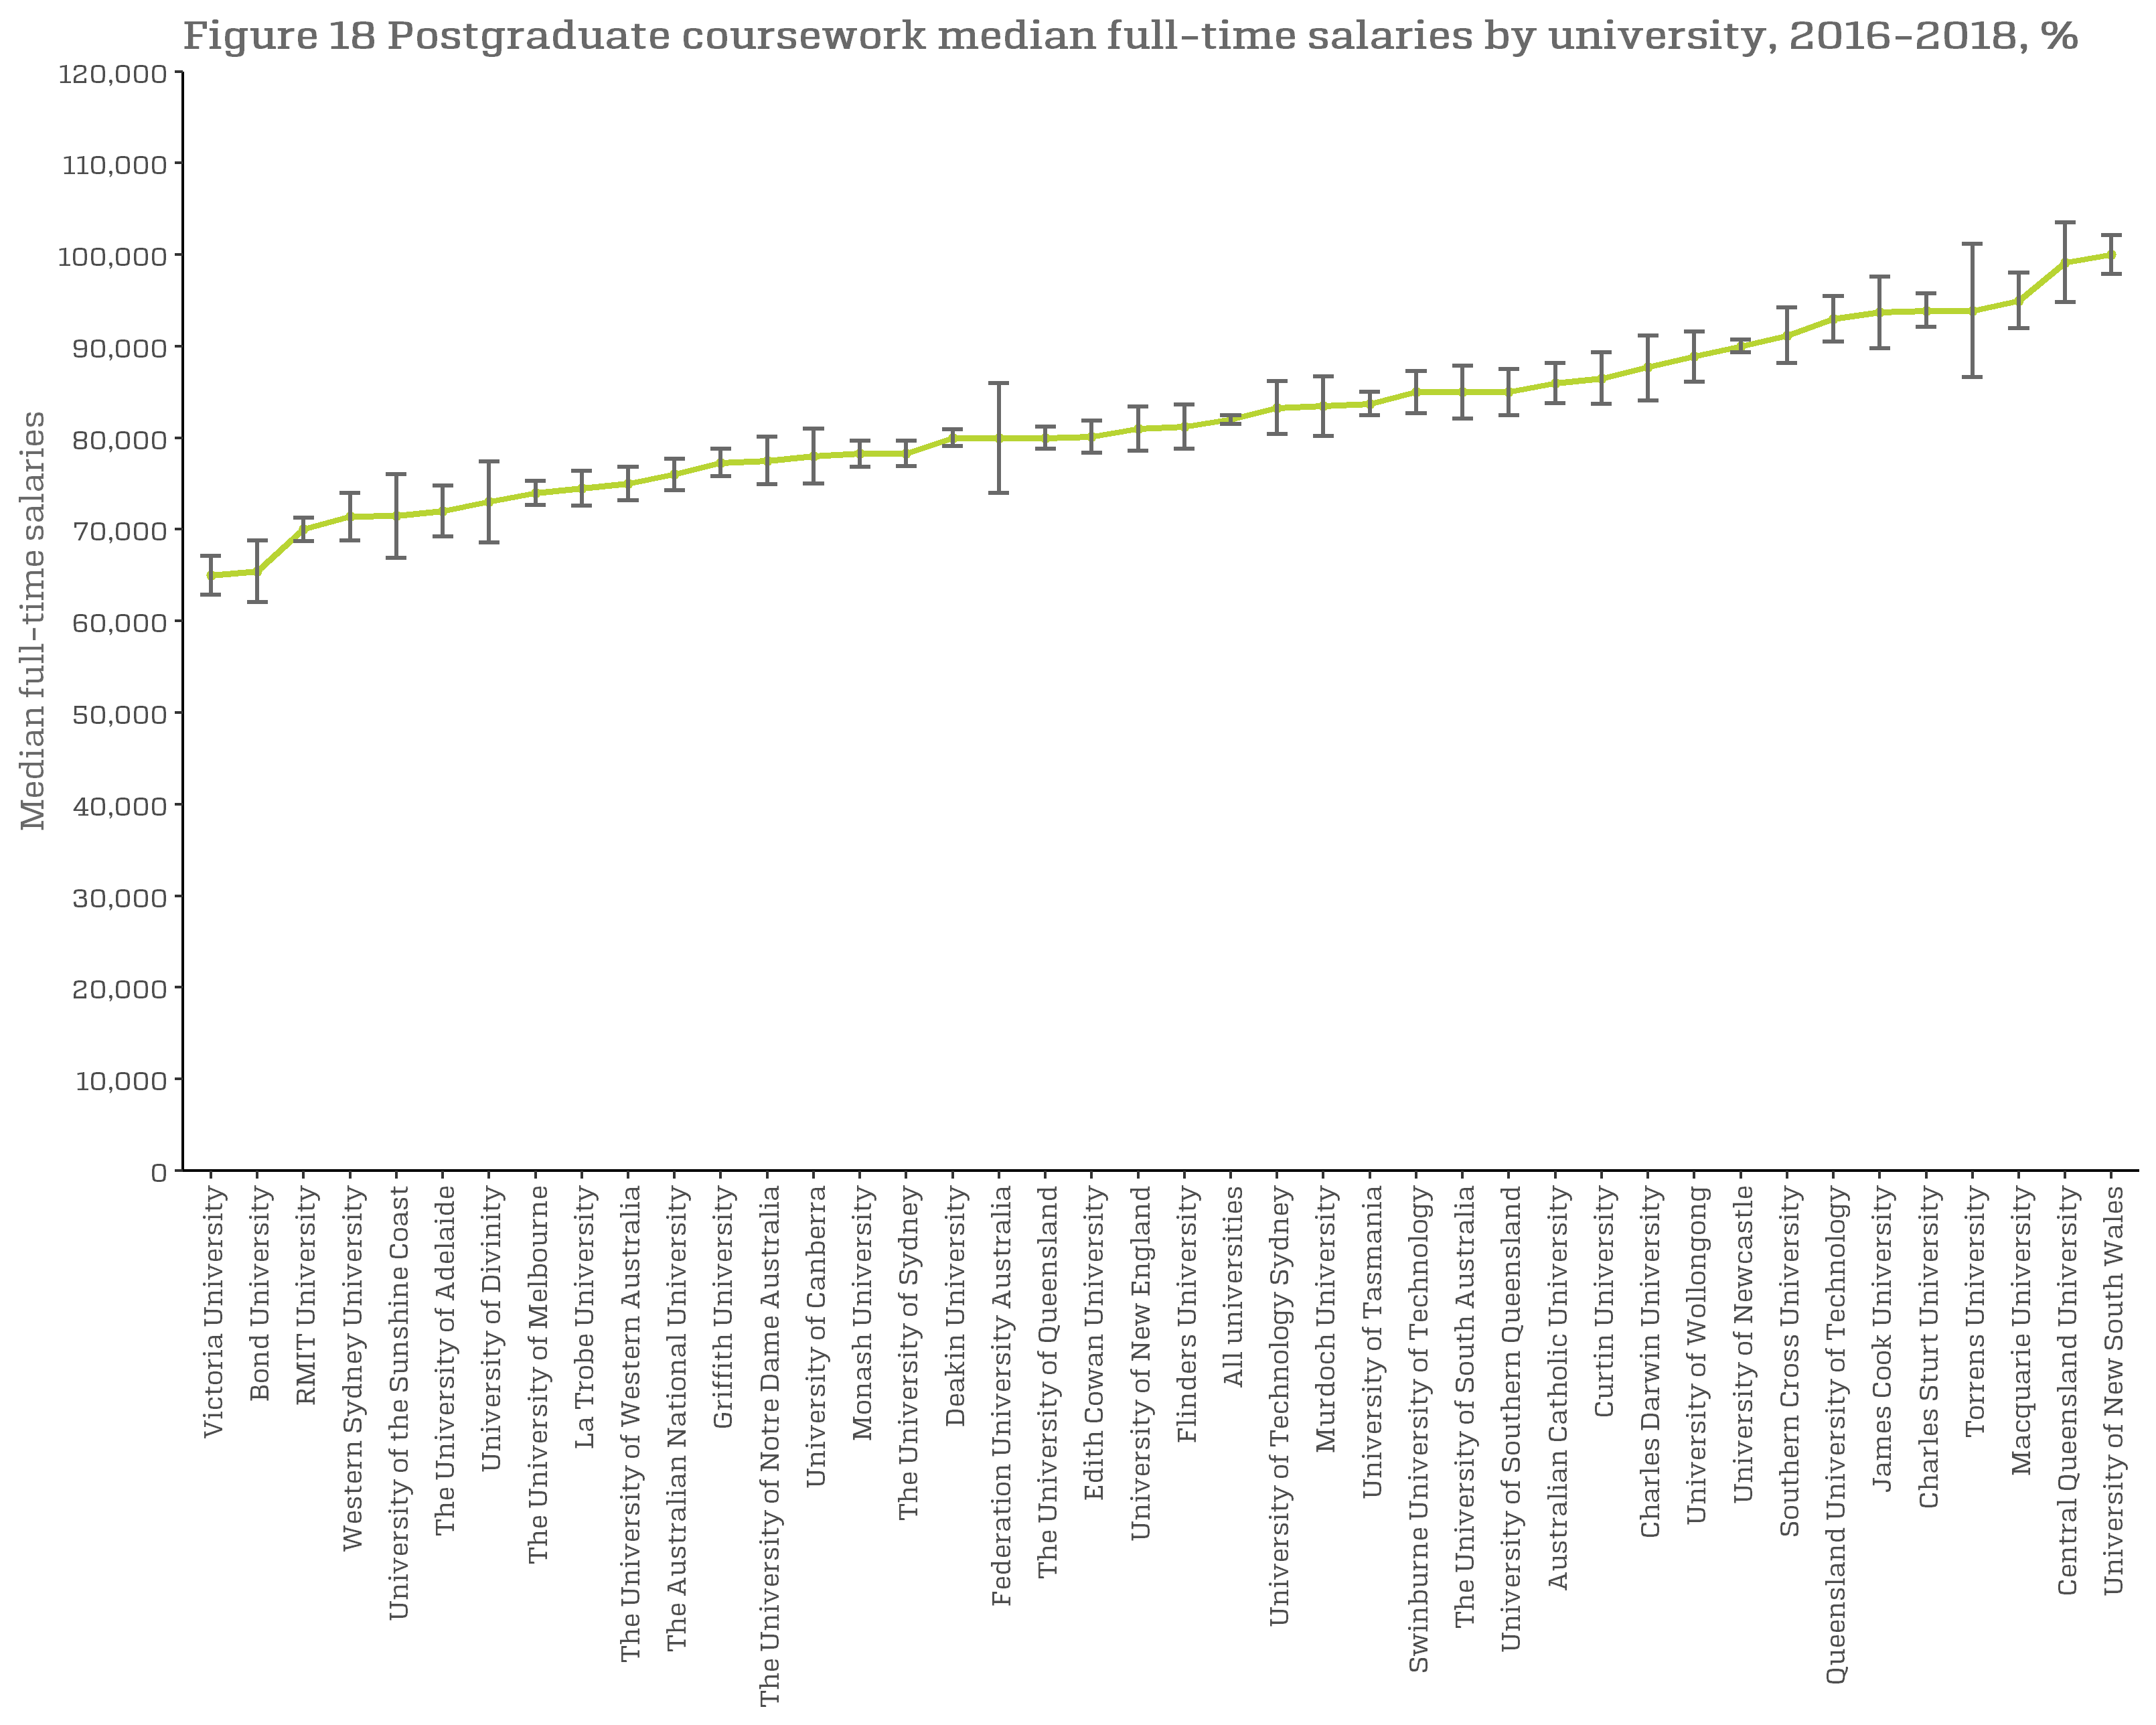 Figure 18 Postgraduate coursework median full-time salaries by university, 2016-2018, %
Median full-time salaries
120,000
110,000
100,000
90,000
80,000
70,000
60,000
50,000
40,000
30,000
20,000
10,000
0
Victoria University
Bond University
RMIT University
Western Sydney University
University of the Sunshine Coast
The University of Adelaide
University of Divinity
The University of Melbourne
La Trobe University
The University of Western Australia
The Australian National University
Griffith University
The University of Notre Dame Australia
University of Canberra
Monash University
The University of Sydney
Deakin University
Federation University Australia
The University of Queensland
Edith Cowan University
University of New England
Flinders University
All universities
University of Technology Sydney
Murdoch University
University of Tasmania
Swinburne University of Technology
The University of South Australia
University of Southern Queensland
Australian Catholic University
Curtin University
Charles Darwin University
University of Wollongong
University of Newcastle
Southern Cross University
Queensland University of Technology
James Cook University
Charles Sturt University
Torrens University
Macquarie University
Central Queensland University
University of New South Wales